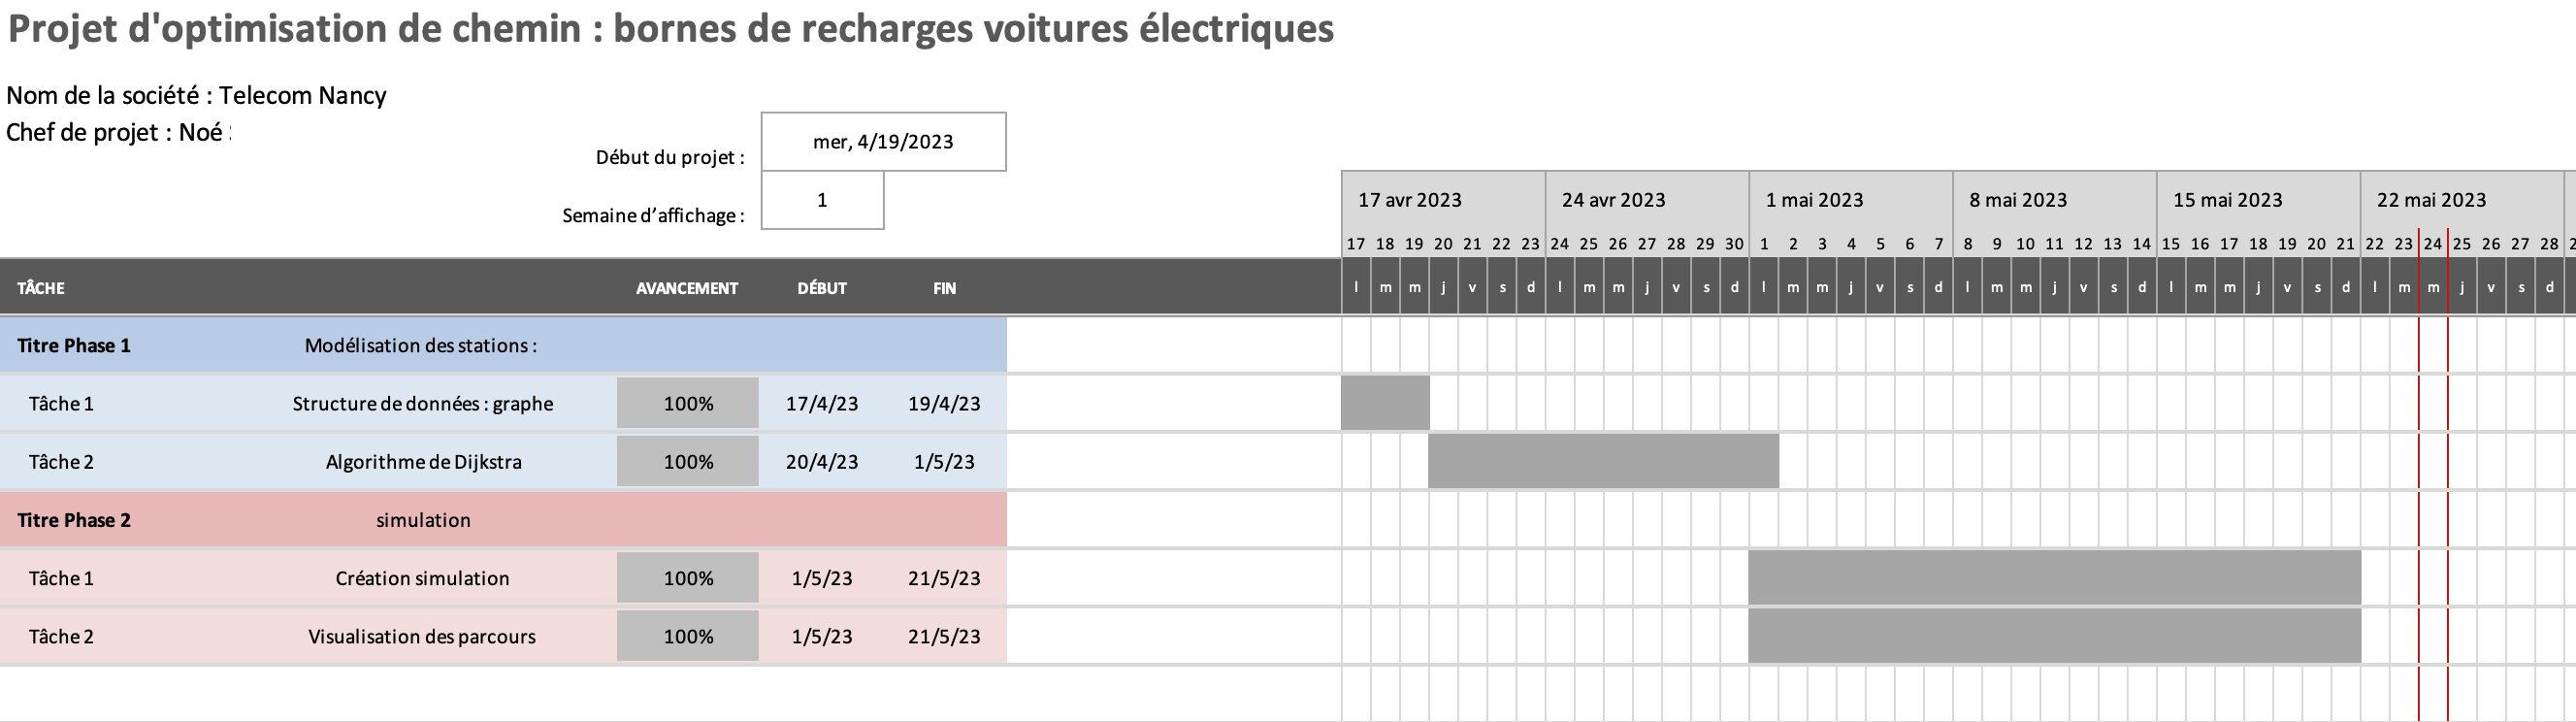 Projet d'optimisation de chemin : bornes de recharges voitures électriques
Nom de la société : Telecom Nancy
Chef de projet : Noé
Début du projet : mer, 4/19/2023
Semaine d’affichage : 1
17 avr 2023 24 avr 2023 1 mai 2023 8 mai 2023 15 mai 2023 22 mai 2023
17 18 19 20 21 22 23 24 25 26 27 28 29 30 1 2 3 4 5 6 7 8 9 10 11 12 13 14 15 16 17 18 19 20 21 22 23 24 25 26 27 28
TÂCHE AVANCEMENT DÉBUT FIN l m m j v s d l m m j v s d l m m j v s d l m m j v s d l m m j v s d l m m j v s d
Titre Phase 1 Modélisation des stations :
Tâche 1 Structure de données : graphe 100% 17/4/23 19/4/23
Tâche 2 Algorithme de Dijkstra 100% 20/4/23 1/5/23
Titre Phase 2 simulation
Tâche 1 Création simulation 100% 1/5/23 21/5/23
Tâche 2 Visualisation des parcours 100% 1/5/23 21/5/23